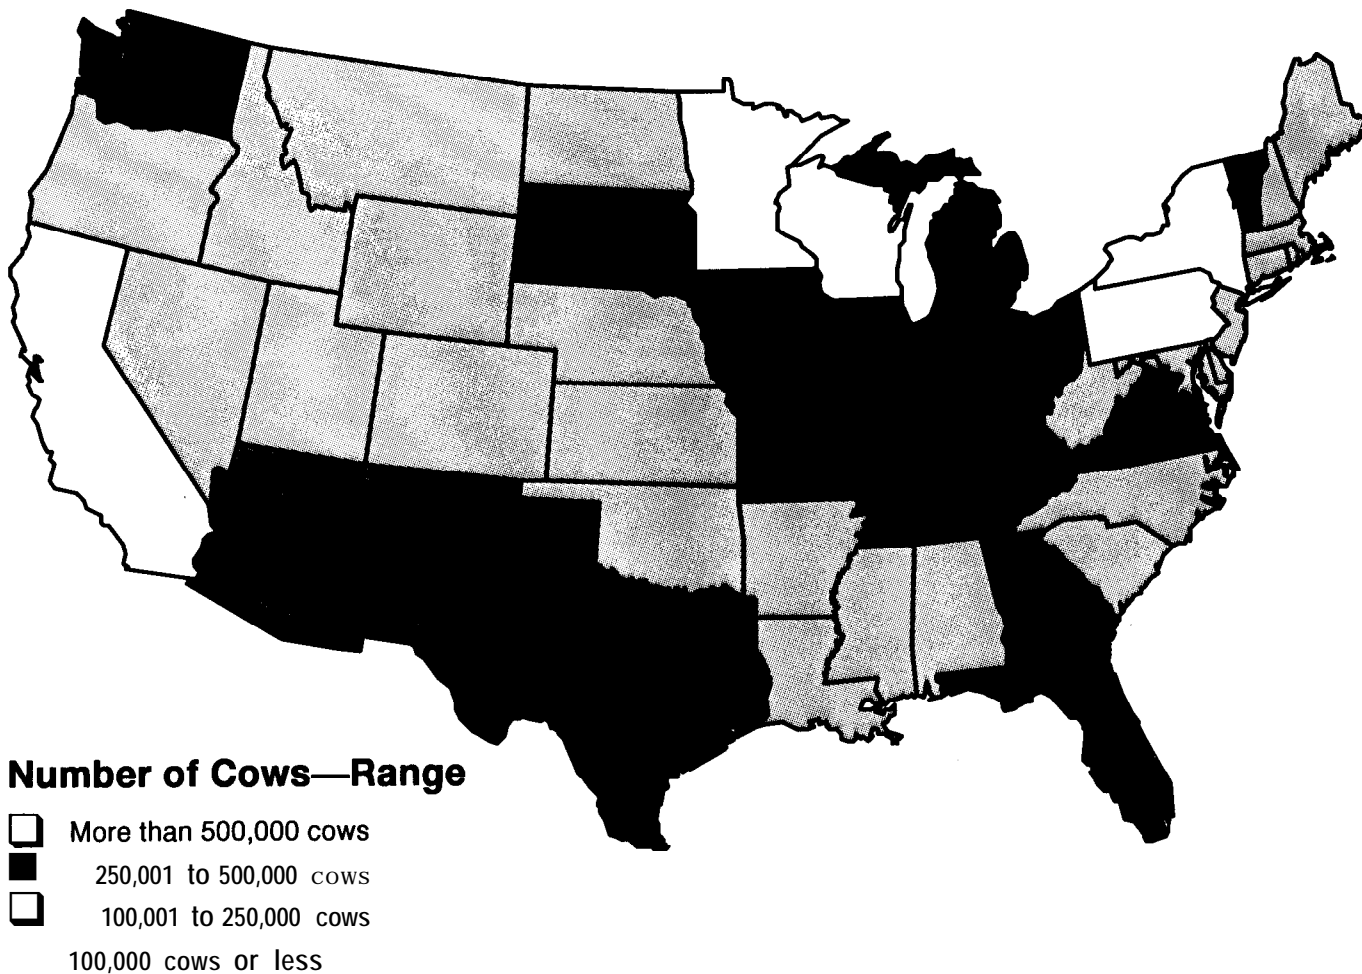 Number of Cows—Range
More than 500,000 cows
250,001 to 500,000 cows
100,001 to 250,000 cows
100,000 cows or less